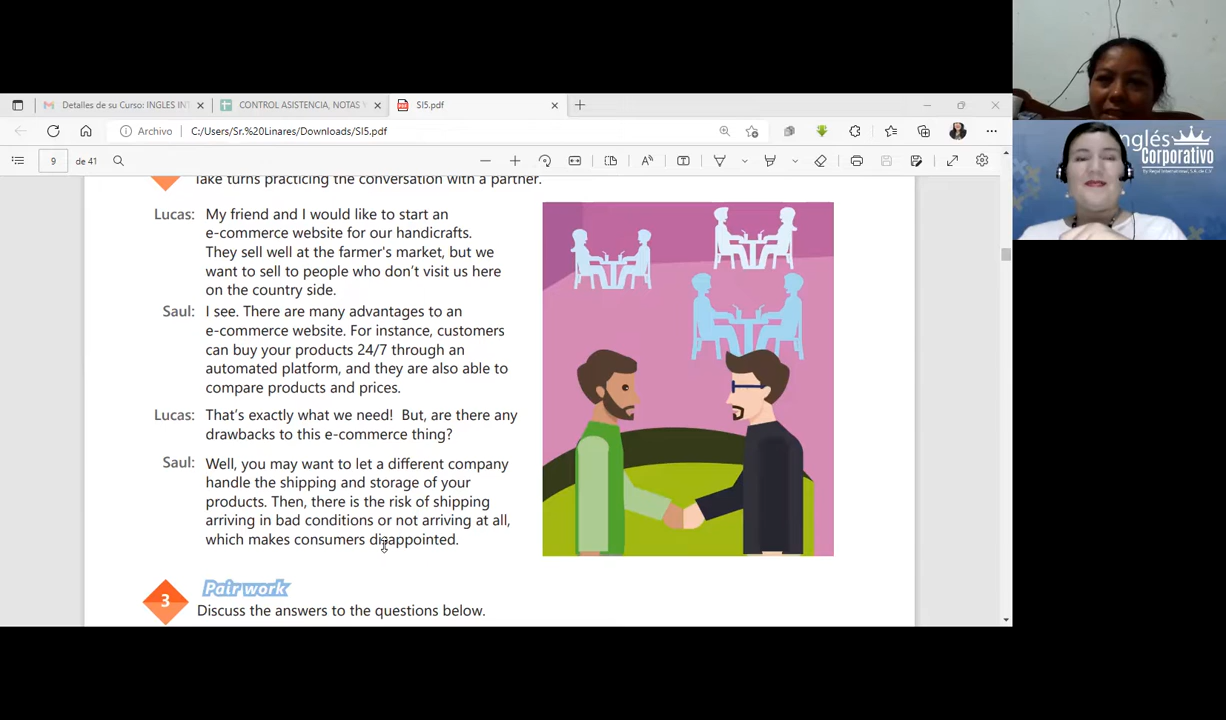 Detalles de su Curso: INGLES INT
CONTROL ASISTENCIA, NOTAS
SI5.pdf
Archivo
C:/Users/Sr.%20Linares/Downloads/SI5.pdf
9 de 41
Take turns practicing the conversation with a partner.
Lucas: My friend and I would like to start an
e-commerce website for our handicrafts.
They sell well at the farmer's market, but we
want to sell to people who don't visit us here
on the country side.
Saul: I see. There are many advantages to an
e-commerce website. For instance, customers
can buy your products 24/7 through an
automated platform, and they are also able to
compare products and prices.
Lucas: That's exactly what we need! But, are there any
drawbacks to this e-commerce thing?
Saul: Well, you may want to let a different company
handle the shipping and storage of your
products. Then, there is the risk of shipping
arriving in bad conditions or not arriving at all,
which makes consumers disappointed.
3 Pair work
Discuss the answers to the questions below.
nglés
Corporativo